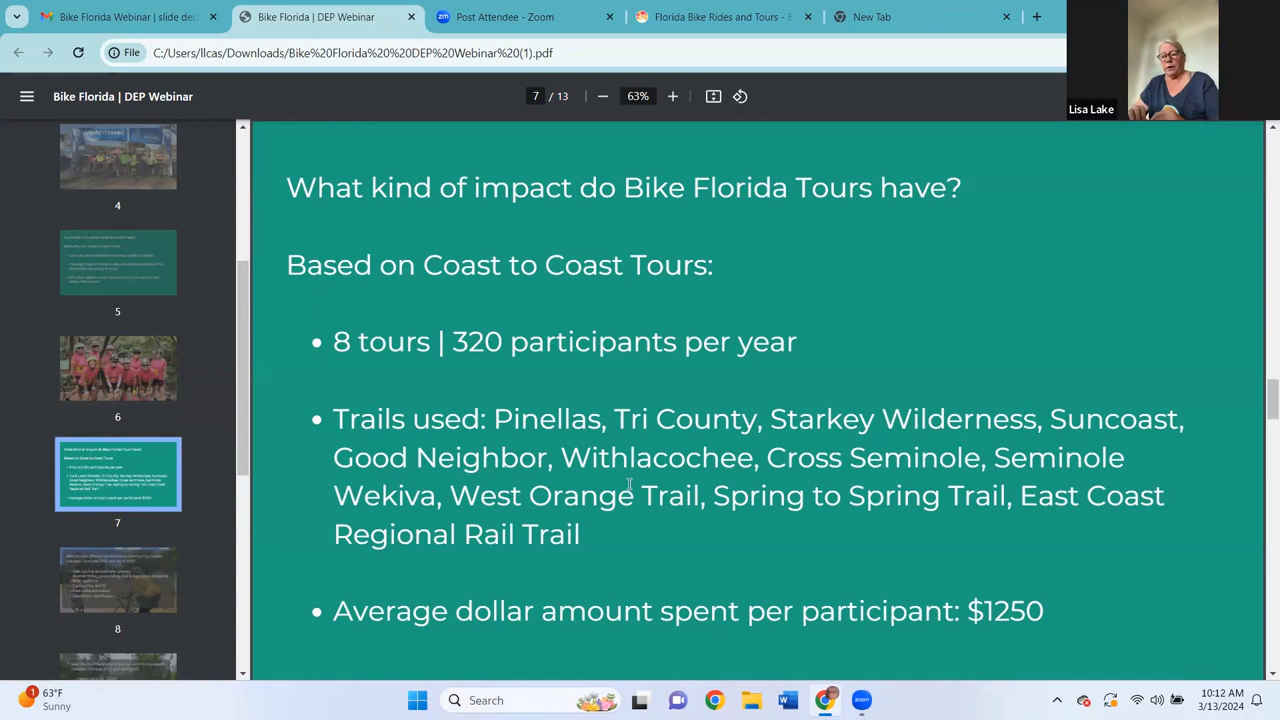 Bike Florida Webinar | slide dec
Bike Florida | DEP Webinar
Post Attendee - Zoom
Florida Bike Rides and Tours - B
New Tab
File
C:/Users/llcas/Downloads/Bike%20Florida%20%20DEP%20Webinar%20(1).pdf
Bike Florida | DEP Webinar
7 / 13
63%
Lisa Lake
4
5
6
7
8
What kind of impact do Bike Florida Tours have?
Based on Coast to Coast Tours:
• 8 tours | 320 participants per year
• Trails used: Pinellas, Tri County, Starkey Wilderness, Suncoast,
Good Neighbor, Withlacochee, Cross Seminole, Seminole
Wekiva, West Orange Trail, Spring to Spring Trail, East Coast
Regional Rail Trail
• Average dollar amount spent per participant: $1250
1
63°F
Sunny
Search
zoom
10:12 AM
3/13/2024